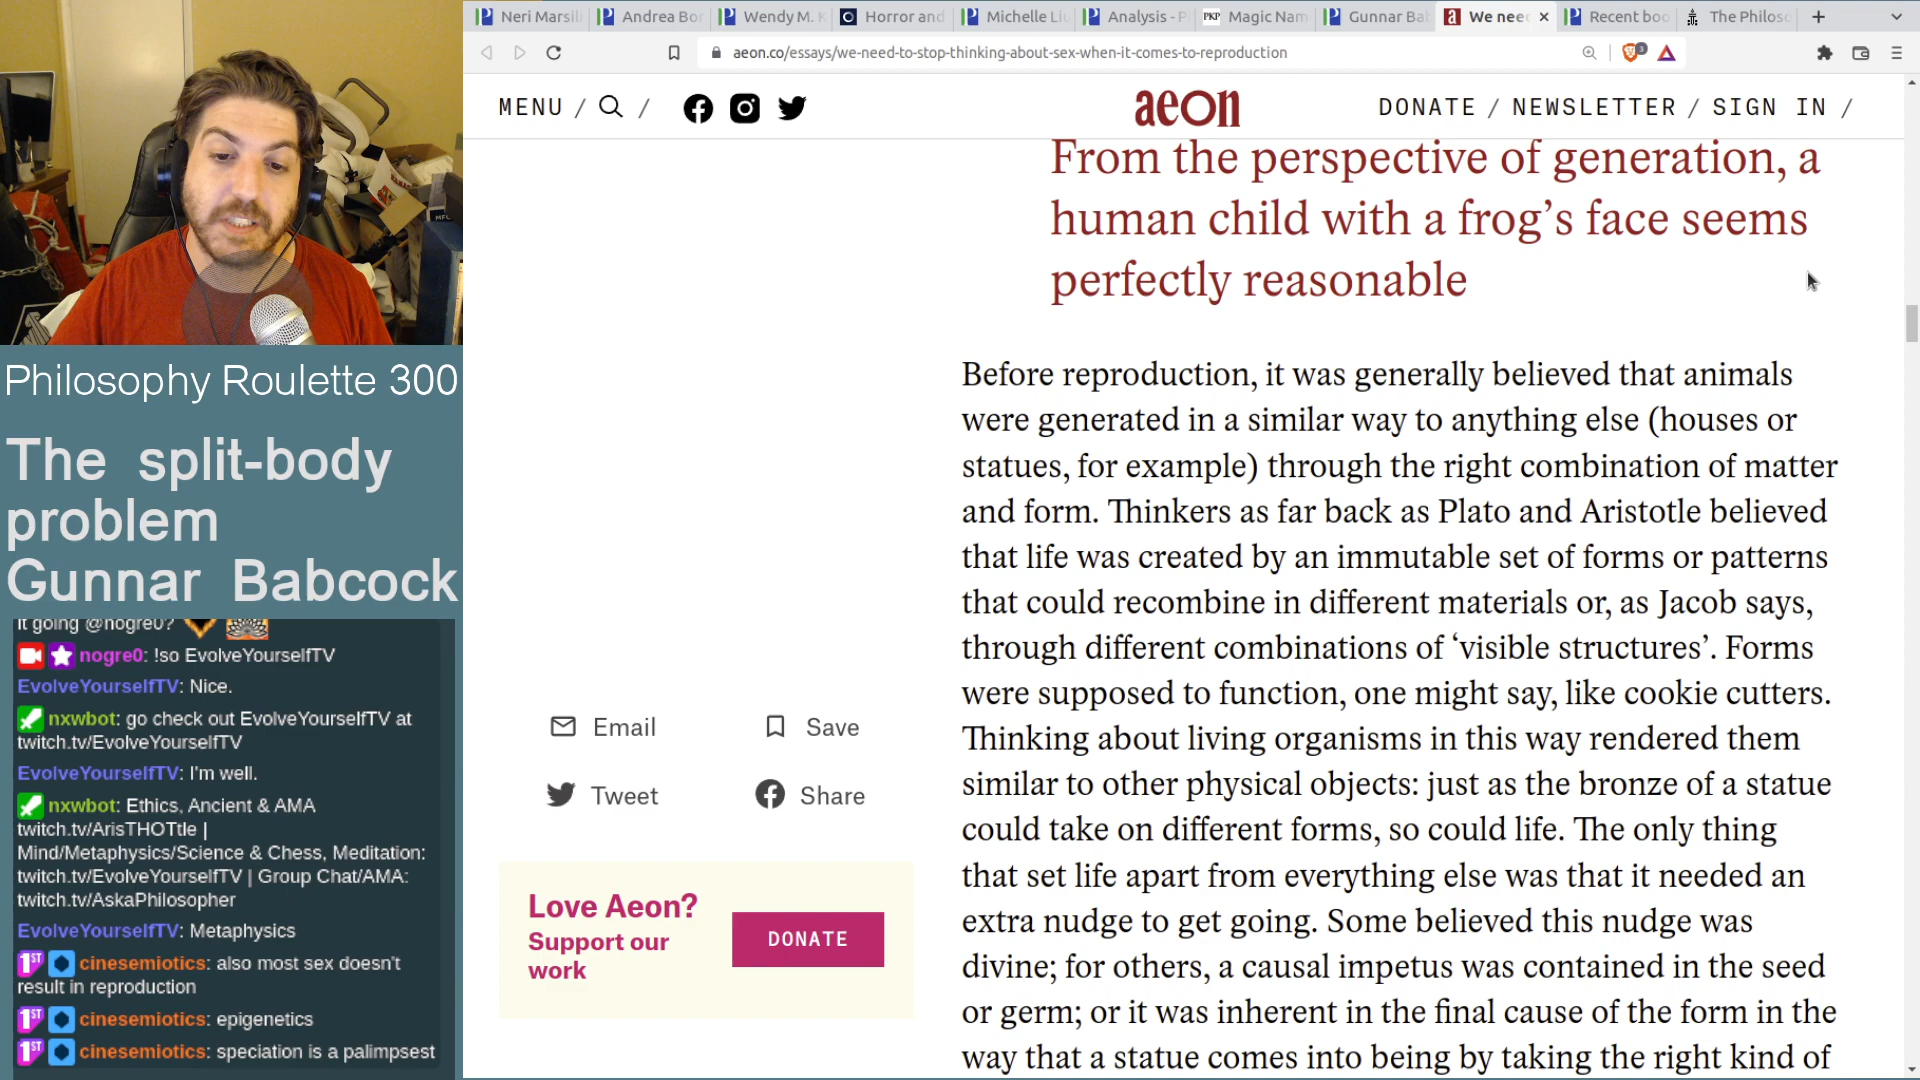 Neri Marsil
Andrea Bor
Wendy M. K
Horror and
Michelle Liu
Analysis - P
PKP Magic Nam
Gunnar Bab
a We need
Recent boo
The Philoso
aeon.co/essays/we-need-to-stop-thinking-about-sex-when-it-comes-to-reproduction
3
MENU / /
aeon
DONATE / NEWSLETTER / SIGN IN /
From the perspective of generation, a
human child with a frog’s face seems
perfectly reasonable
Before reproduction, it was generally believed that animals
were generated in a similar way to anything else (houses or
statues, for example) through the right combination of matter
and form. Thinkers as far back as Plato and Aristotle believed
that life was created by an immutable set of forms or patterns
that could recombine in different materials or, as Jacob says,
through different combinations of ‘visible structures’. Forms
were supposed to function, one might say, like cookie cutters.
Thinking about living organisms in this way rendered them
similar to other physical objects: just as the bronze of a statue
could take on different forms, so could life. The only thing
that set life apart from everything else was that it needed an
extra nudge to get going. Some believed this nudge was
divine; for others, a causal impetus was contained in the seed
or germ; or it was inherent in the final cause of the form in the
way that a statue comes into being by taking the right kind of
Email
Save
Tweet
Share
Love Aeon?
Support our
work
DONATE
Philosophy Roulette 300
The split-body
problem
Gunnar Babcock
it going @nogre0?
nogre0: !so EvolveYourselfTV
EvolveYourselfTV: Nice.
nxwbot: go check out EvolveYourselfTV at
twitch.tv/EvolveYourselfTV
EvolveYourselfTV: I'm well.
nxwbot: Ethics, Ancient & AMA
twitch.tv/ArisTHOTtle |
Mind/Metaphysics/Science & Chess, Meditation:
twitch.tv/EvolveYourselfTV | Group Chat/AMA:
twitch.tv/AskaPhilosopher
EvolveYourselfTV: Metaphysics
1ST cinesemiotics: also most sex doesn't
result in reproduction
1ST cinesemiotics: epigenetics
1ST cinesemiotics: speciation is a palimpsest